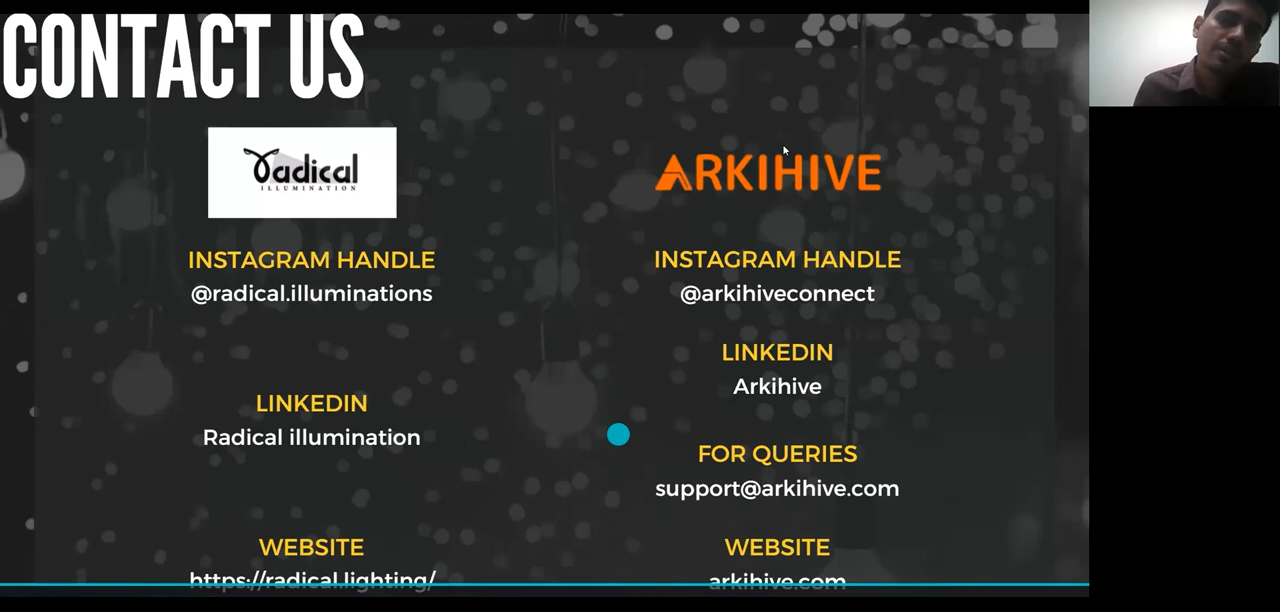 CONTACT US
radical
ILLUMINATION
INSTAGRAM HANDLE
@radical.illuminations
LINKEDIN
Radical illumination
WEBSITE
https://radical.lighting/
ARKIHIVE
INSTAGRAM HANDLE
@arkihiveconnect
LINKEDIN
Arkihive
FOR QUERIES
support@arkihive.com
WEBSITE
arkihive.com